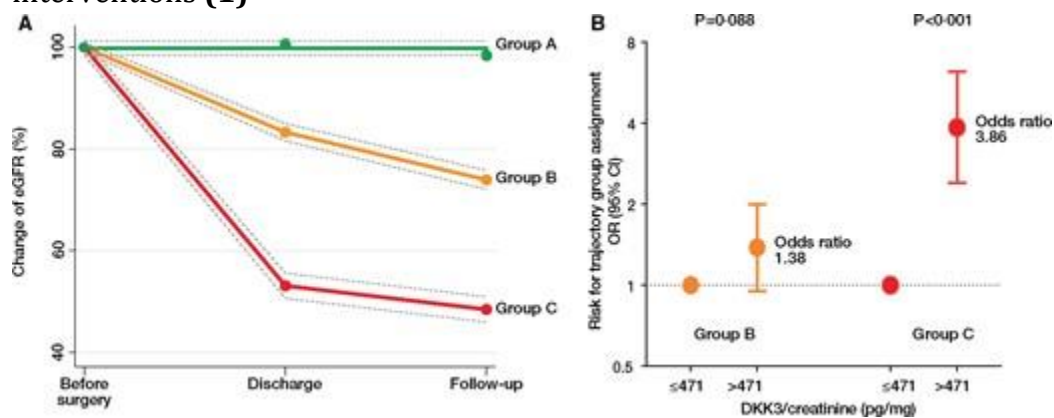 interventions (1)
A
Change of eGFR (%)
100
80
60
40
Group A
Group B
Group C
Before surgery
Discharge
Follow-up
B
P=0·088
P<0·001
Risk for trajectory group assignment
OR (95% CI)
8
4
2
1
0.5
Odds ratio
1.38
Odds ratio
3.86
Group B
Group C
≤471
>471
≤471
>471
DKK3/creatinine (pg/mg)